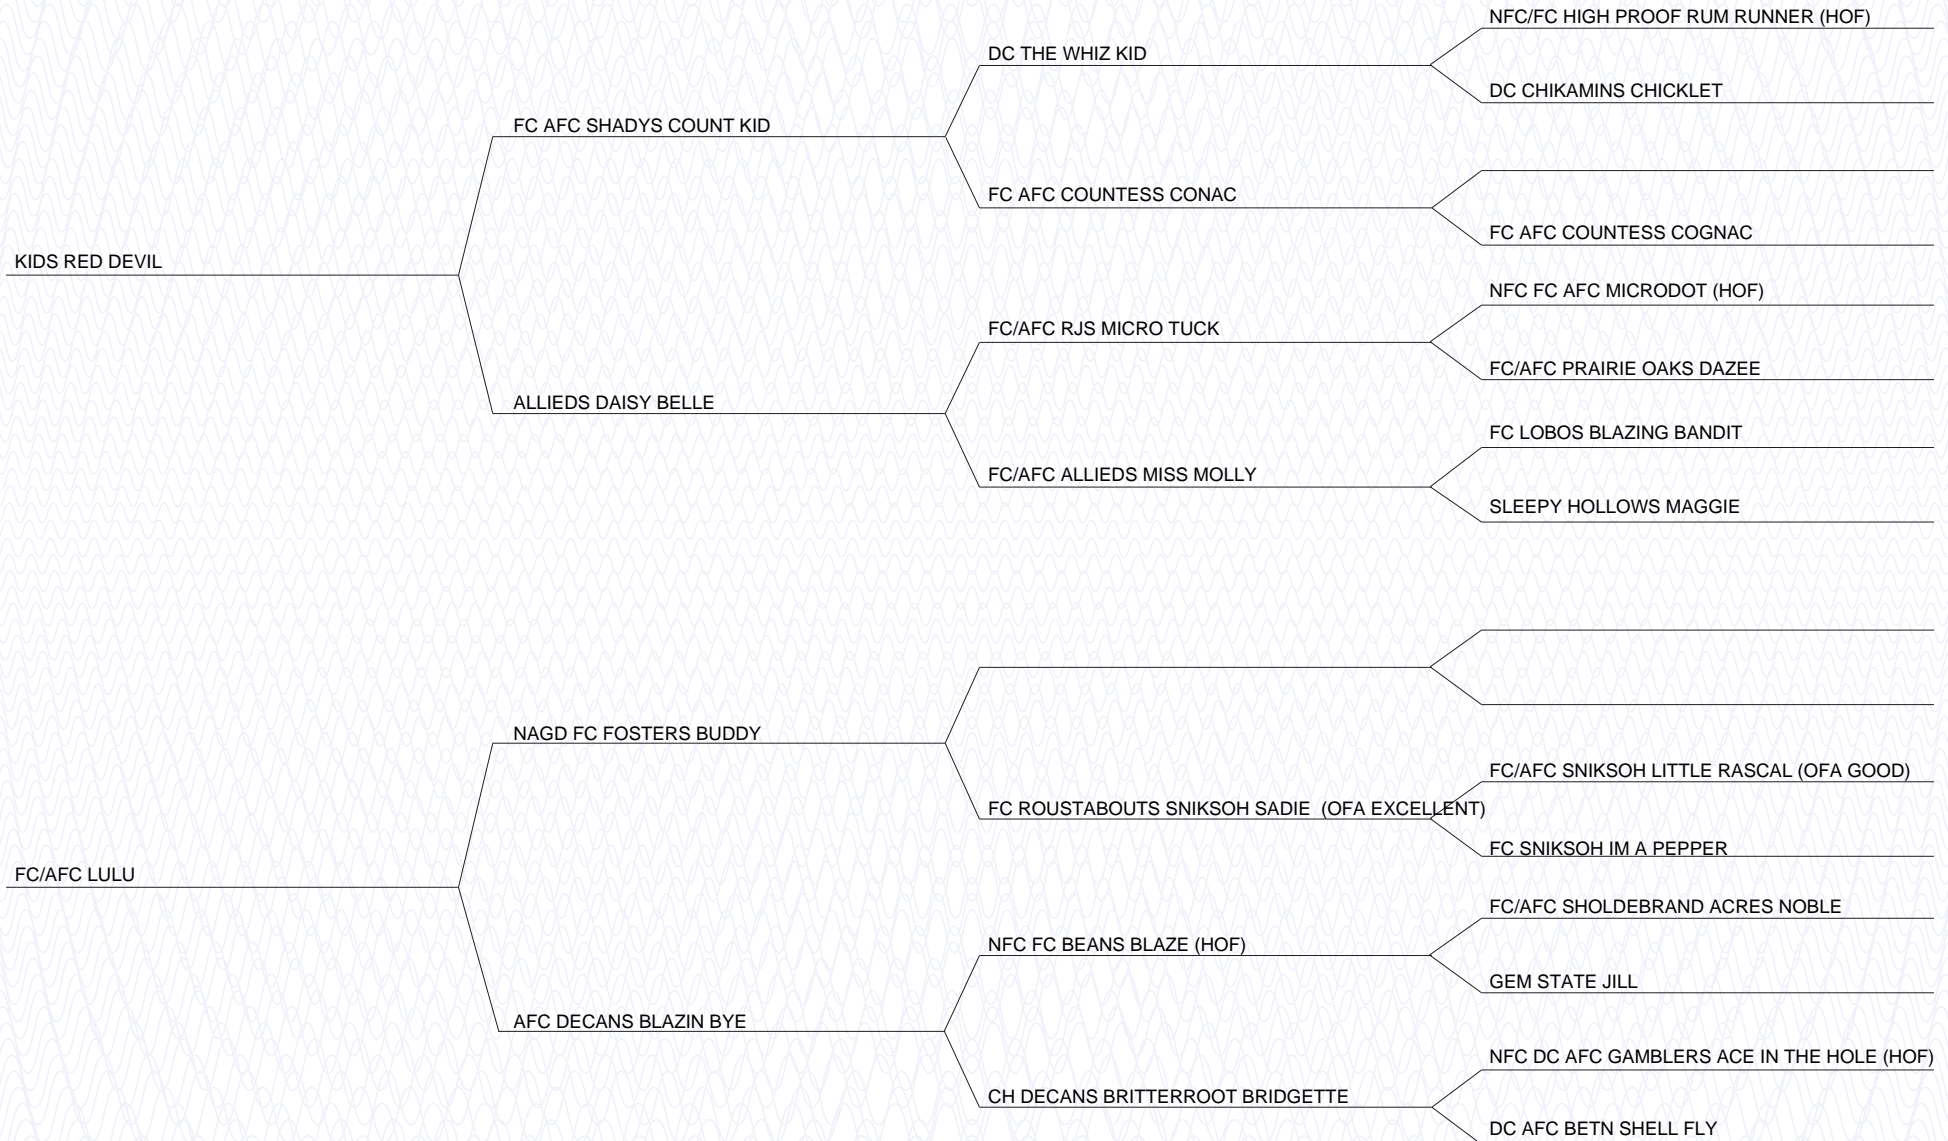 NFC/FC HIGH PROOF RUM RUNNER (HOF)
DC THE WHIZ KID
DC CHIKAMINS CHICKLET
FC AFC SHADYS COUNT KID
FC AFC COUNTESS CONAC
FC AFC COUNTESS COGNAC
KIDS RED DEVIL
NFC FC AFC MICRODOT (HOF)
FC/AFC RJS MICRO TUCK
FC/AFC PRAIRIE OAKS DAZEE
ALLIEDS DAISY BELLE
FC LOBOS BLAZING BANDIT
FC/AFC ALLIEDS MISS MOLLY
SLEEPY HOLLOWS MAGGIE
NAGD FC FOSTERS BUDDY
FC/AFC SNIKSOH LITTLE RASCAL (OFA GOOD)
FC ROUSTABOUTS SNIKSOH SADIE  (OFA EXCELLENT)
FC SNIKSOH IM A PEPPER
FC/AFC LULU
FC/AFC SHOLDEBRAND ACRES NOBLE
NFC FC BEANS BLAZE (HOF)
GEM STATE JILL
AFC DECANS BLAZIN BYE
NFC DC AFC GAMBLERS ACE IN THE HOLE (HOF)
CH DECANS BRITTERROOT BRIDGETTE
DC AFC BETN SHELL FLY